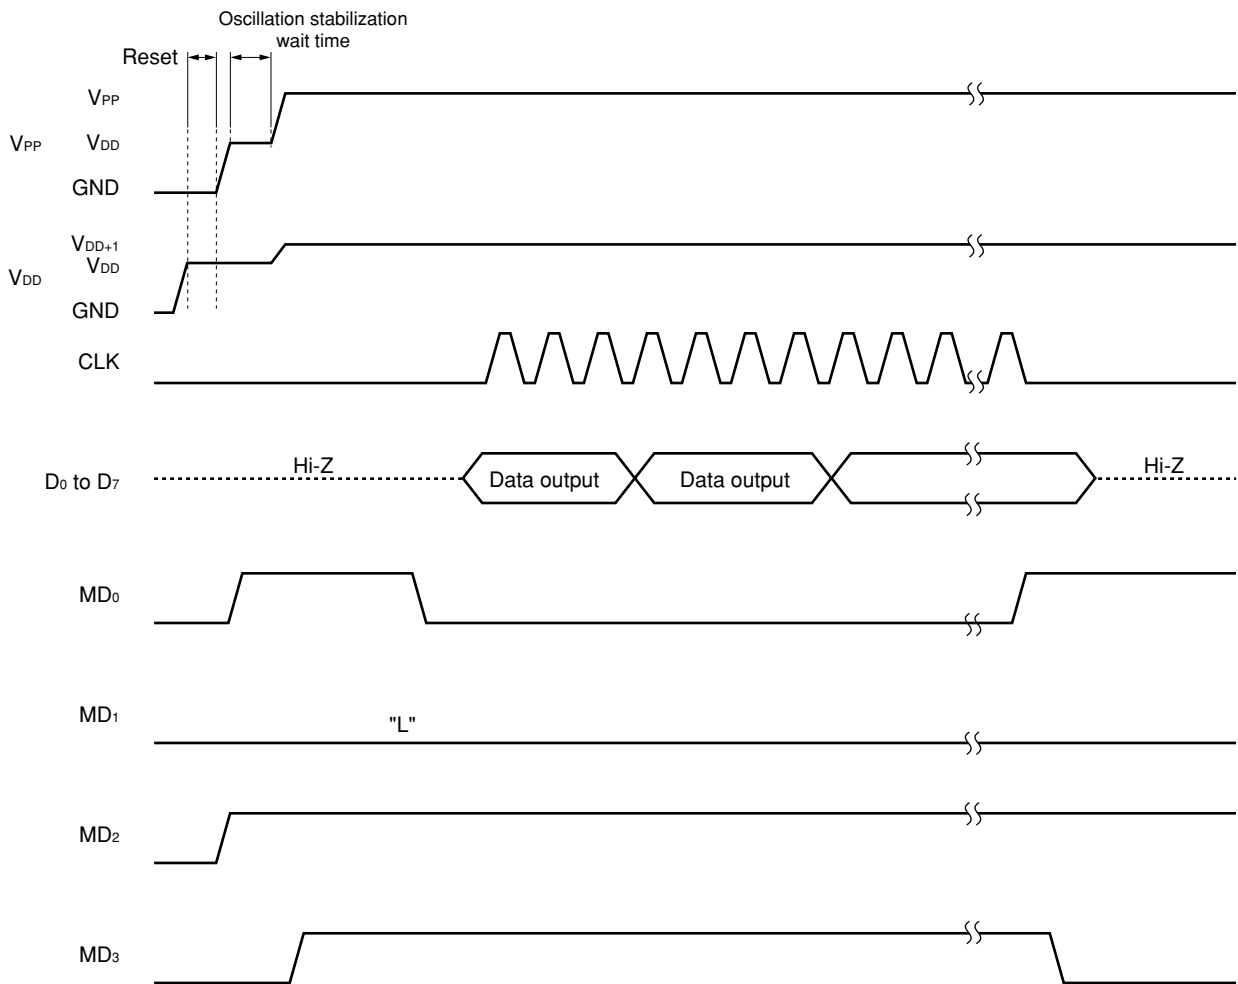 Oscillation stabilization
wait time
Reset
VPP
VPP VDD
GND
VDD+1
VDD
VDD
GND
CLK
Hi-Z
Hi-Z
D0 to D7
Data output
Data output
MD0
MD1
"L"
MD2
MD3